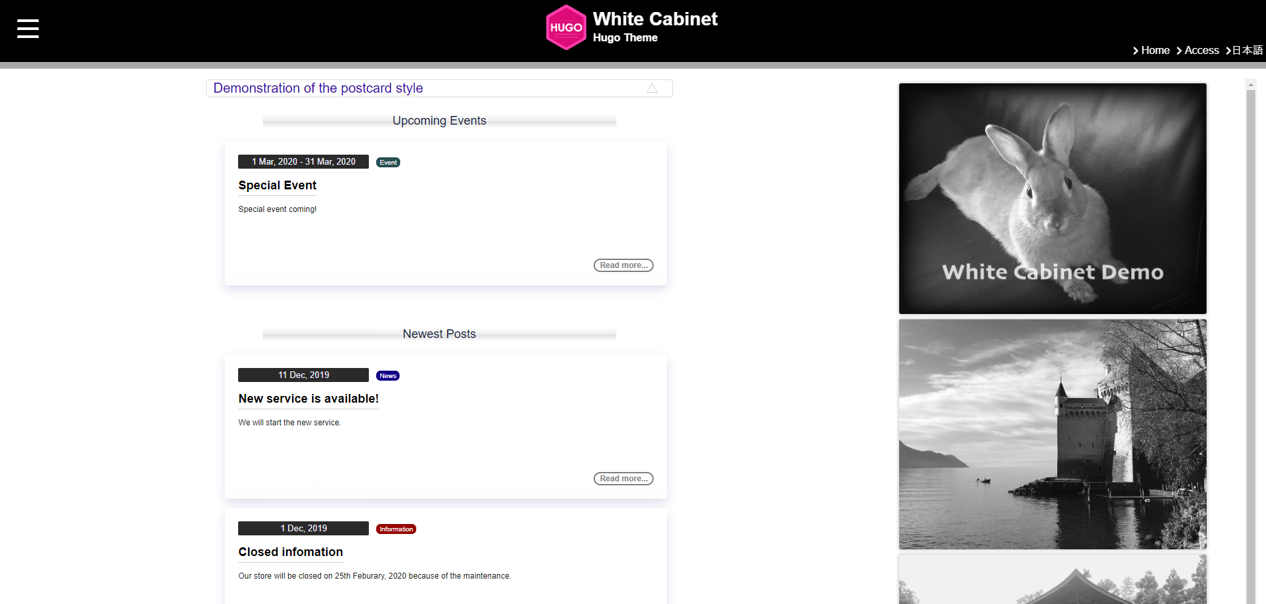 HUGO
White Cabinet
Hugo Theme
Home Access 日本語
Demonstration of the postcard style
Upcoming Events
1 Mar, 2020 - 31 Mar, 2020 Event
Special Event
Special event coming!
Read more...
Newest Posts
11 Dec, 2019 News
New service is available!
We will start the new service.
Read more...
1 Dec, 2019 Information
Closed infomation
Our store will be closed on 25th Feburary, 2020 because of the maintenance.
White Cabinet Demo